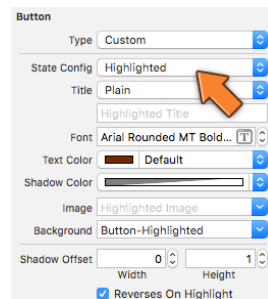 Button
Type Custom
State Config Highlighted
Title Plain
Highlighted Title
Font Arial Rounded MT Bold... T
Text Color Default
Shadow Color
Image Highlighted Image
Background Button-Highlighted
Shadow Offset 0 1
Width Height
Reverses On Highlight